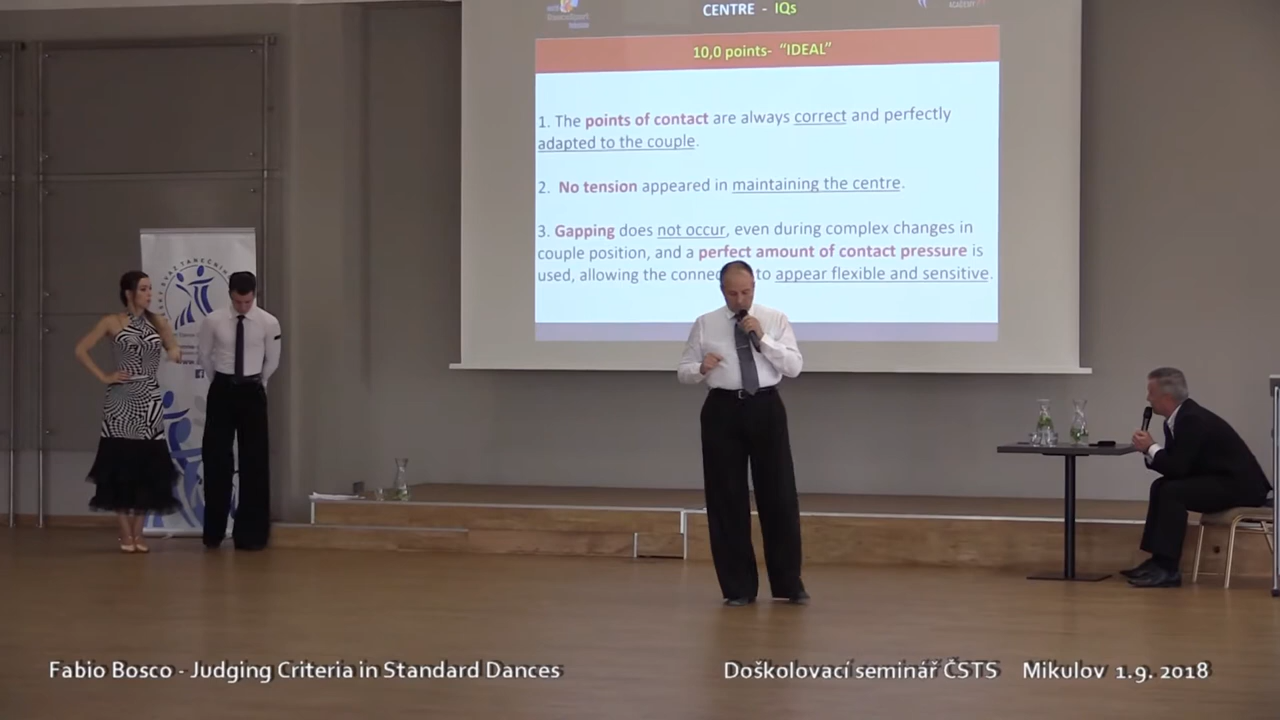 CENTRE - IQs
ACADEMY
10,0 points- "IDEAL"
1. The points of contact are always correct and perfectly
adapted to the couple.
2. No tension appeared in maintaining the centre.
3. Gapping does not occur, even during complex changes in
couple position, and a perfect amount of contact pressure is
used, allowing the connec to appear flexible and sensitive.
SVAZ TANEČNÍ
Fabio Bosco - Judging Criteria in Standard Dances
Doškolovací seminář ČSTS Mikulov 1.9. 2018